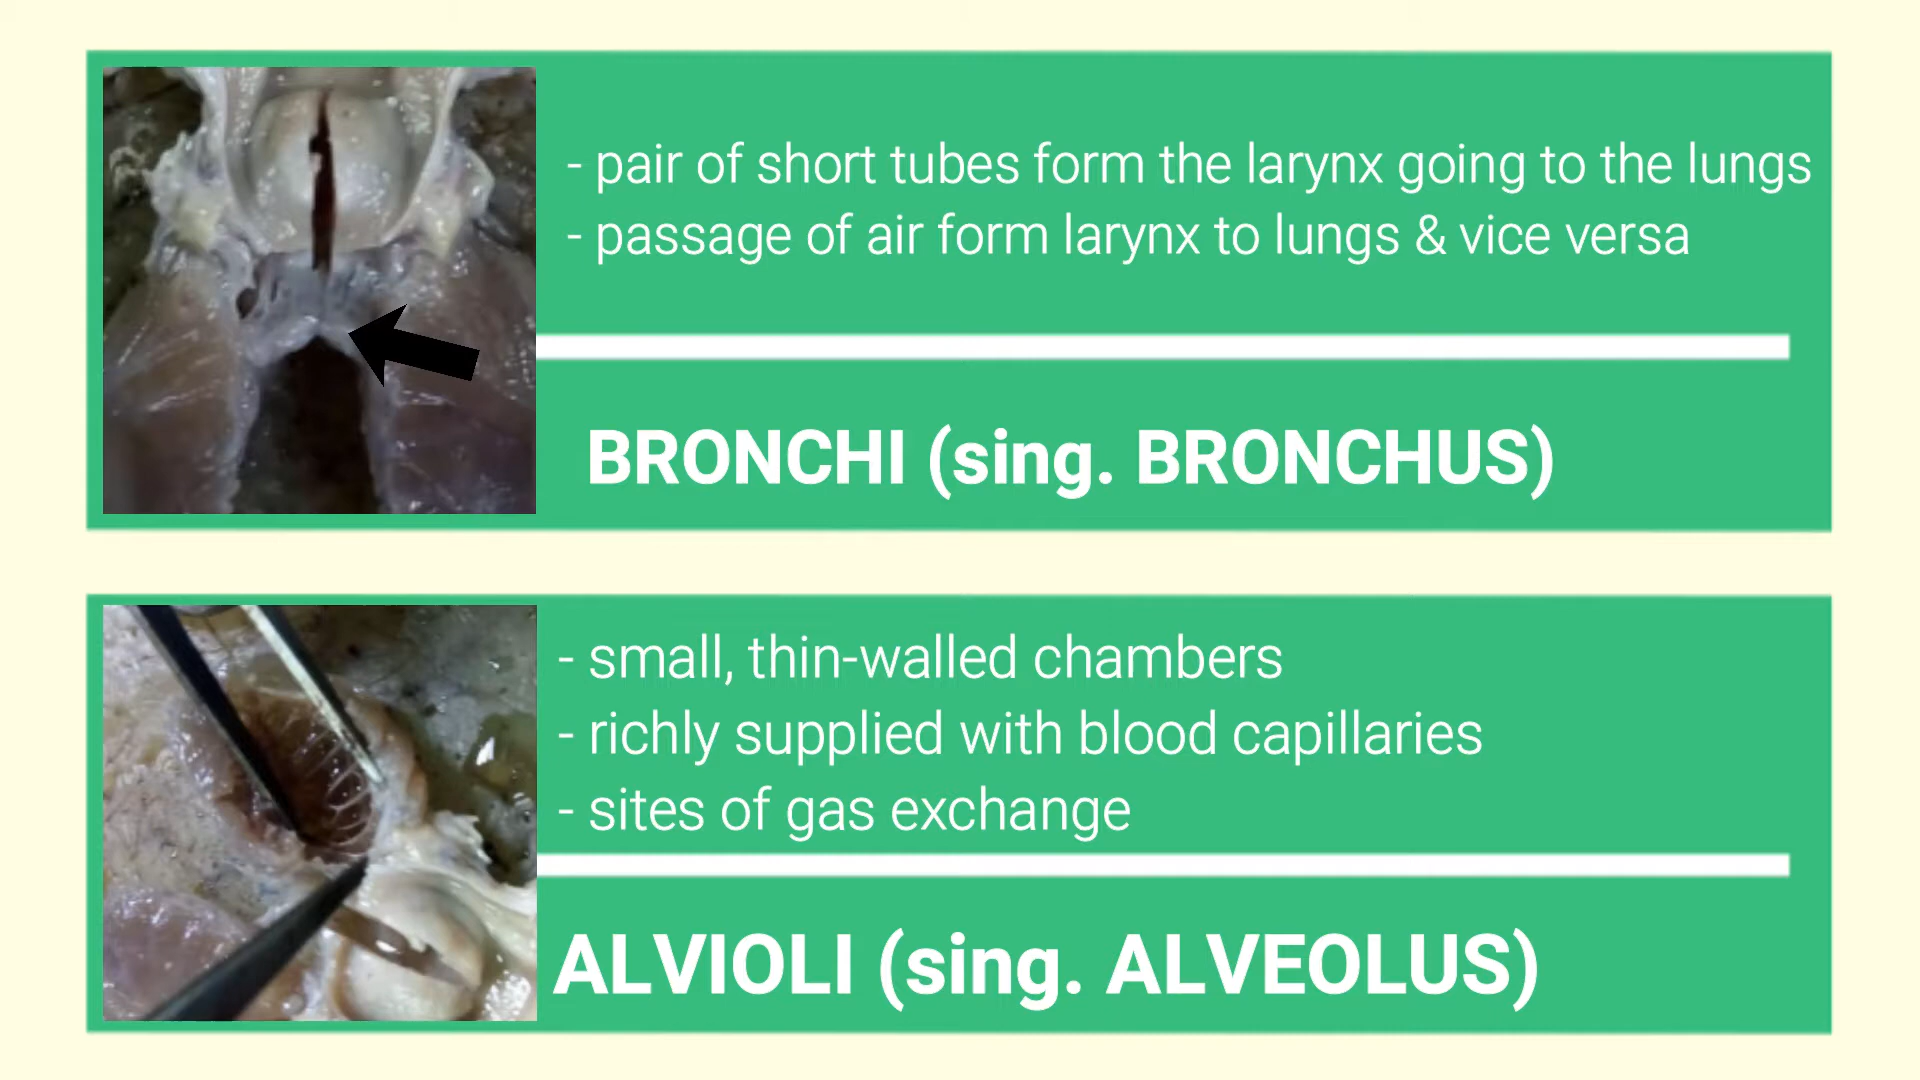 - pair of short tubes form the larynx going to the lungs
- passage of air form larynx to lungs & vice versa
BRONCHI (sing. BRONCHUS)
- small, thin-walled chambers
- richly supplied with blood capillaries
- sites of gas exchange
ALVIOLI (sing. ALVEOLUS)